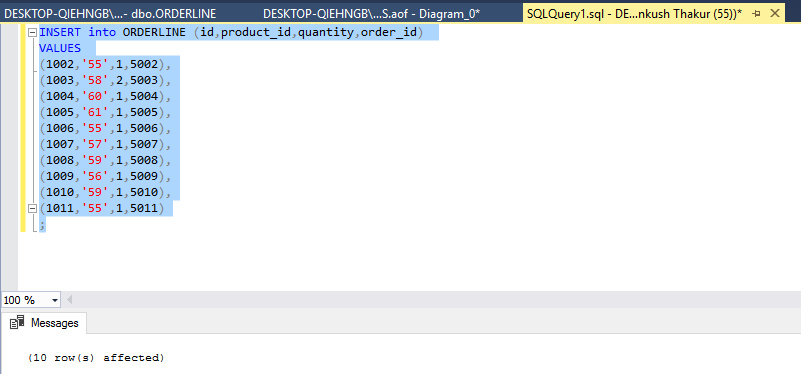 DESKTOP-QIEHNGB\...- dbo.ORDERLINE DESKTOP-QIEHNGB\...S.aof - Diagram_0* SQLQuery1.sql - DE...nkush Thakur (55))*
INSERT into ORDERLINE (id,product_id,quantity,order_id)
VALUES
(1002,'55',1,5002),
(1003,'58',2,5003),
(1004,'60',1,5004),
(1005,'61',1,5005),
(1006,'55',1,5006),
(1007,'57',1,5007),
(1008,'59',1,5008),
(1009,'56',1,5009),
(1010,'59',1,5010),
(1011,'55',1,5011)
;
100 %
Messages
(10 row(s) affected)